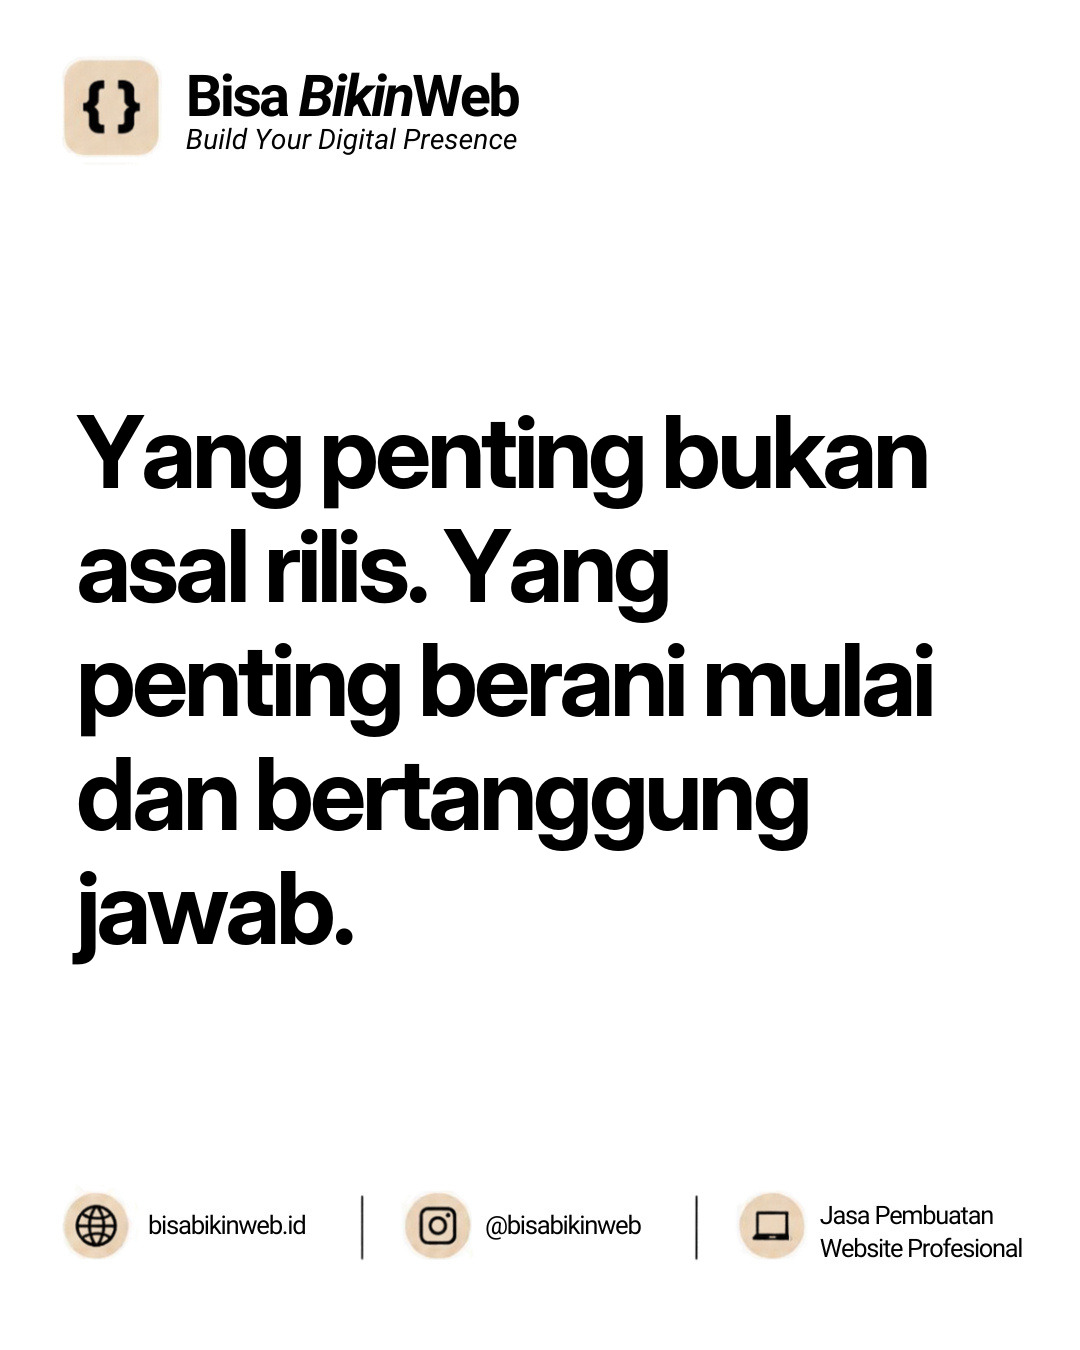 { }
Bisa BikinWeb
Build Your Digital Presence
Yang penting bukan
asal rilis. Yang
penting berani mulai
dan bertanggung
jawab.
bisabikinweb.id
@bisabikinweb
Jasa Pembuatan
Website Profesional